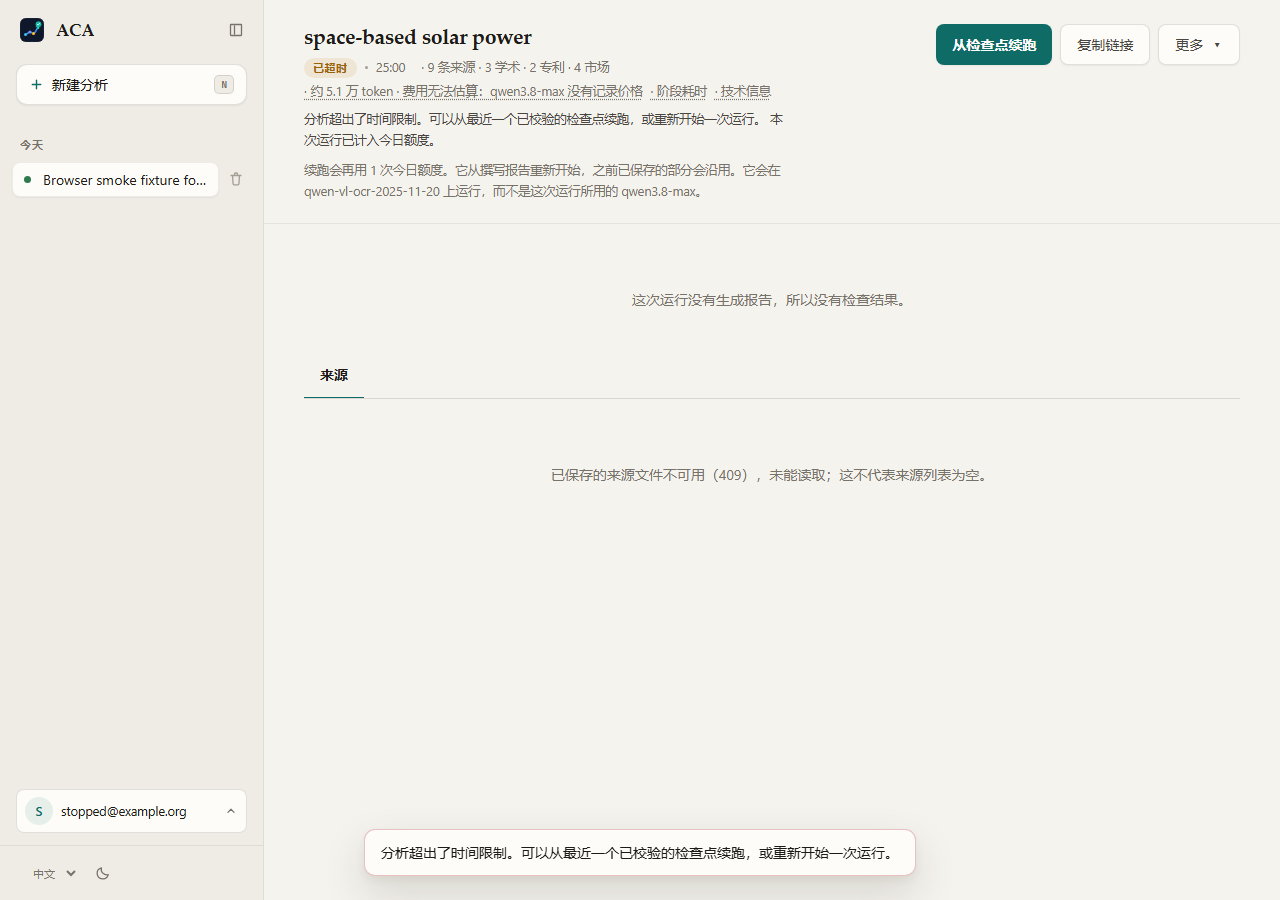 ACA
+ 新建分析 N
今天
Browser smoke fixture fo...
stopped@example.org
S
中文
space-based solar power
已超时 · 25:00 · 9 条来源 · 3 学术 · 2 专利 · 4 市场
· 约 5.1 万 token · 费用无法估算：qwen3.8-max 没有记录价格 · 阶段耗时 · 技术信息
分析超出了时间限制。可以从最近一个已校验的检查点续跑，或重新开始一次运行。 本
次运行已计入今日额度。
续跑会再用 1 次今日额度。它从撰写报告重新开始，之前已保存的部分会沿用。它会在
qwen-vl-ocr-2025-11-20 上运行，而不是这次运行所用的 qwen3.8-max。
从检查点续跑
复制链接
更多
这次运行没有生成报告，所以没有检查结果。
来源
已保存的来源文件不可用（409），未能读取；这不代表来源列表为空。
分析超出了时间限制。可以从最近一个已校验的检查点续跑，或重新开始一次运行。